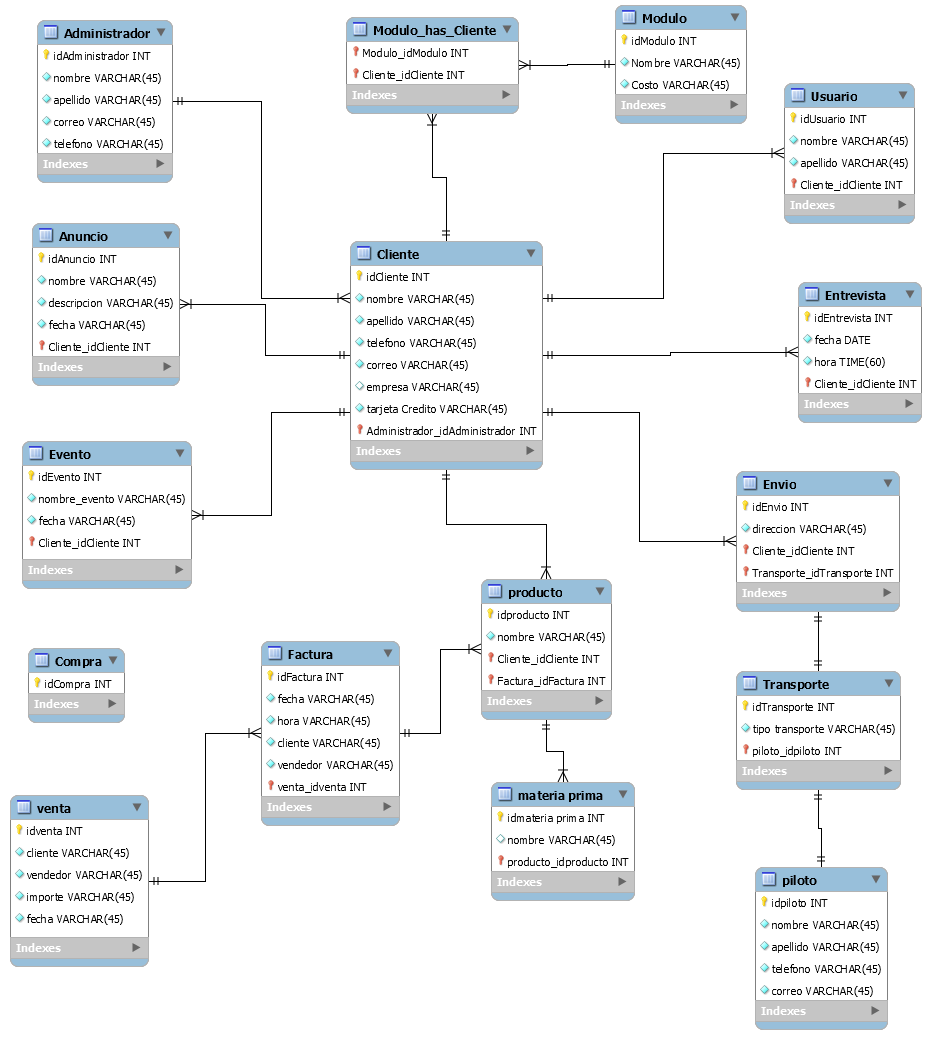 Administrador
idAdministrador INT
nombre VARCHAR(45)
apellido VARCHAR(45)
correo VARCHAR(45)
telefono VARCHAR(45)
Indexes
Modulo_has_Cliente
Modulo_idModulo INT
Cliente_idCliente INT
Indexes
Modulo
idModulo INT
Nombre VARCHAR(45)
Costo VARCHAR(45)
Indexes
Usuario
idUsuario INT
nombre VARCHAR(45)
apellido VARCHAR(45)
Cliente_idCliente INT
Indexes
Anuncio
idAnuncio INT
nombre VARCHAR(45)
descripcion VARCHAR(45)
fecha VARCHAR(45)
Cliente_idCliente INT
Indexes
Cliente
idCliente INT
nombre VARCHAR(45)
apellido VARCHAR(45)
telefono VARCHAR(45)
correo VARCHAR(45)
empresa VARCHAR(45)
tarjeta Credito VARCHAR(45)
Administrador_idAdministrador INT
Indexes
Entrevista
idEntrevista INT
fecha DATE
hora TIME(60)
Cliente_idCliente INT
Indexes
Evento
idEvento INT
nombre_evento VARCHAR(45)
fecha VARCHAR(45)
Cliente_idCliente INT
Indexes
Envio
idEnvio INT
direccion VARCHAR(45)
Cliente_idCliente INT
Transporte_idTransporte INT
Indexes
producto
idproducto INT
nombre VARCHAR(45)
Cliente_idCliente INT
Factura_idFactura INT
Indexes
Compra
idCompra INT
Indexes
Factura
idFactura INT
fecha VARCHAR(45)
hora VARCHAR(45)
cliente VARCHAR(45)
vendedor VARCHAR(45)
venta_idventa INT
Indexes
Transporte
idTransporte INT
tipo transporte VARCHAR(45)
piloto_idpiloto INT
Indexes
venta
idventa INT
cliente VARCHAR(45)
vendedor VARCHAR(45)
importe VARCHAR(45)
fecha VARCHAR(45)
Indexes
materia prima
idmateria prima INT
nombre VARCHAR(45)
producto_idproducto INT
Indexes
piloto
idpiloto INT
nombre VARCHAR(45)
apellido VARCHAR(45)
telefono VARCHAR(45)
correo VARCHAR(45)
Indexes